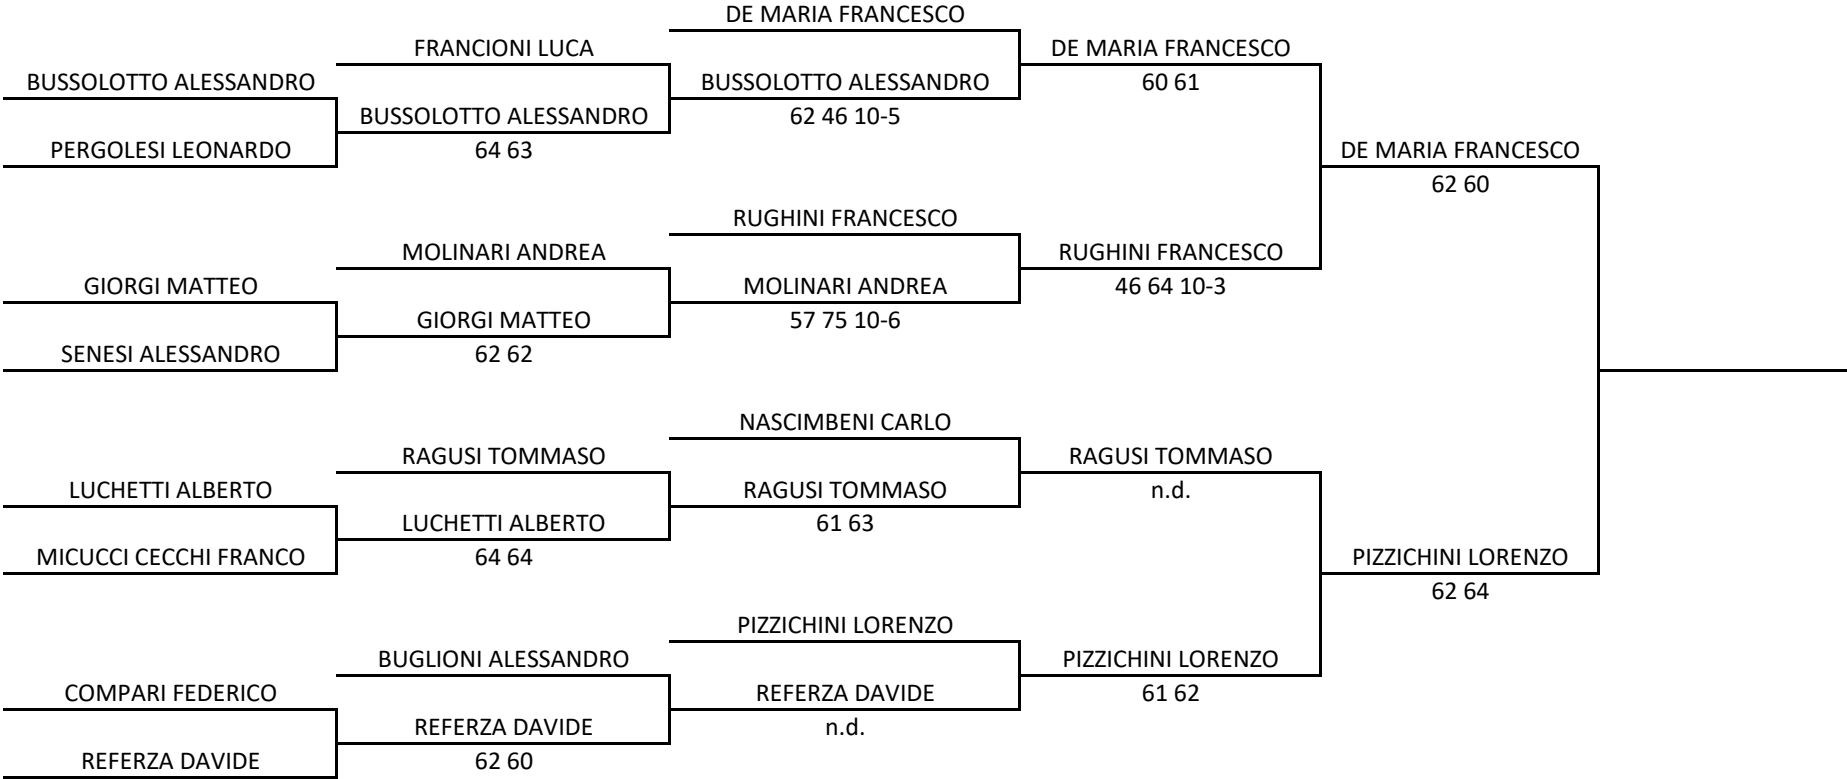 DE MARIA FRANCESCO
FRANCIONI LUCA
DE MARIA FRANCESCO
BUSSOLOTTO ALESSANDRO
BUSSOLOTTO ALESSANDRO
60 61
BUSSOLOTTO ALESSANDRO
62 46 10-5
PERGOLESI LEONARDO
64 63
DE MARIA FRANCESCO
62 60
RUGHINI FRANCESCO
MOLINARI ANDREA
RUGHINI FRANCESCO
GIORGI MATTEO
MOLINARI ANDREA
46 64 10-3
GIORGI MATTEO
57 75 10-6
SENESI ALESSANDRO
62 62
NASCIMBENI CARLO
RAGUSI TOMMASO
RAGUSI TOMMASO
LUCHETTI ALBERTO
RAGUSI TOMMASO
n.d.
LUCHETTI ALBERTO
61 63
MICUCCI CECCHI FRANCO
64 64
PIZZICHINI LORENZO
62 64
PIZZICHINI LORENZO
BUGLIONI ALESSANDRO
PIZZICHINI LORENZO
COMPARI FEDERICO
REFERZA DAVIDE
61 62
REFERZA DAVIDE
n.d.
REFERZA DAVIDE
62 60